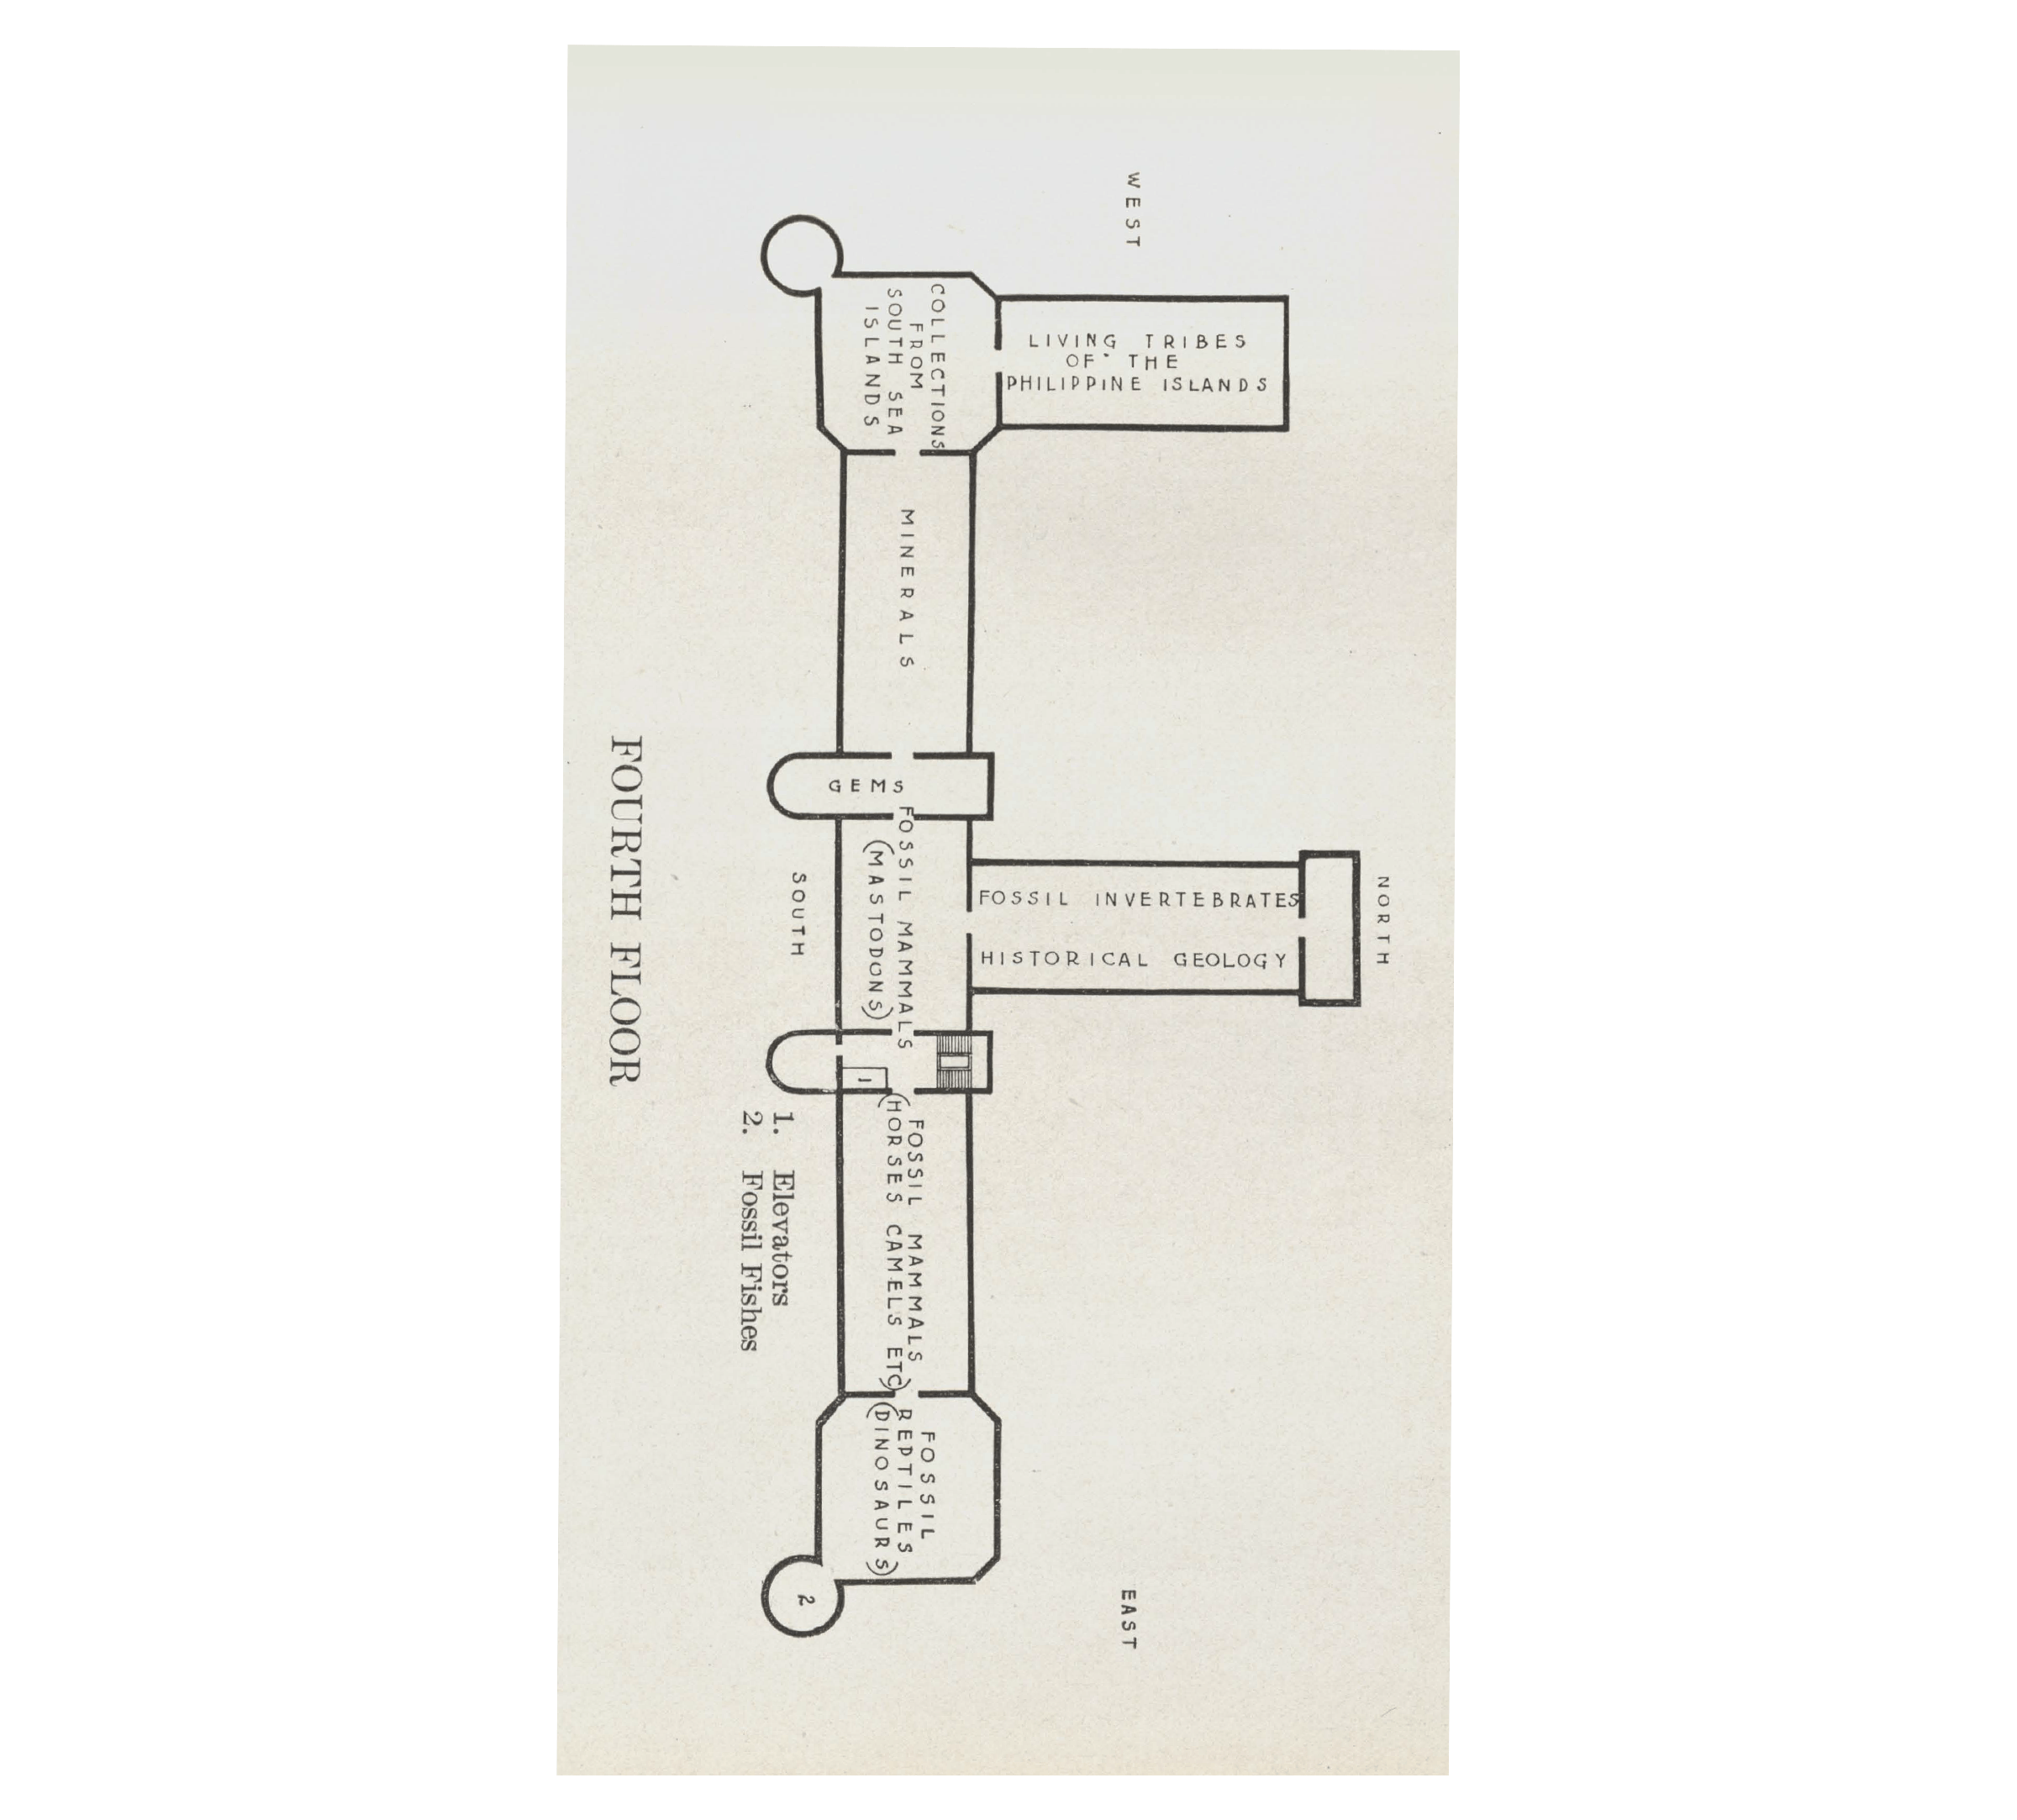 WEST
LIVING TRIBES
OF THE
PHILIPPINE ISLANDS
COLLECTIONS
FROM
SOUTH SEA
ISLANDS
MINERALS
GEMS
FOSSIL MAMMALS
(MASTODONS)
NORTH
FOSSIL INVERTEBRATES
HISTORICAL GEOLOGY
SOUTH
1
FOSSIL MAMMALS
(HORSES CAMELS ETC)
FOSSIL
REPTILES
(DINOSAURS)
2
EAST
1. Elevators
2. Fossil Fishes
FOURTH FLOOR